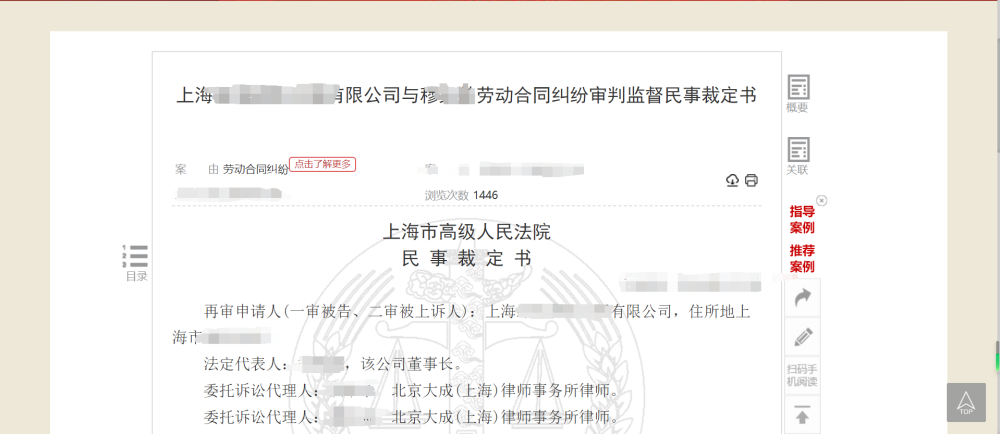 上海 有限公司与穆 劳动合同纠纷审判监督民事裁定书
概要
案 由 劳动合同纠纷 点击了解更多
关联
浏览次数 1446
指导
案例
上海市高级人民法院
推荐
案例
民 事 裁 定 书
1
2
3
目录
再审申请人(一审被告、二审被上诉人)：上海 有限公司，住所地上
海市
法定代表人： ，该公司董事长。
扫码手
机阅读
委托诉讼代理人： 北京大成(上海)律师事务所律师。
委托诉讼代理人： 北京大成(上海)律师事务所律师。
TOP